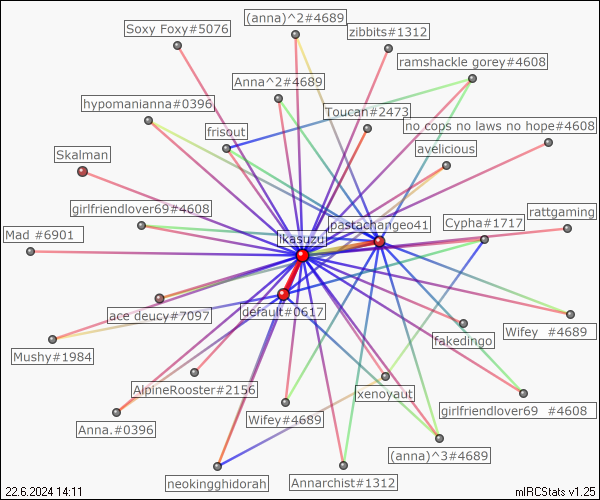 (anna)^2#4689
Soxy Foxy#5076
zibbits#1312
ramshackle gorey#4608
Anna^2#4689
hypomanianna#0396
Toucan#2473
no cops no laws no hope#4608
frisout
avelicious
Skalman
girlfriendlover69#4608
rattgaming
pastachangeo41
Cypha#1717
Mad #6901
ikasuzu
ace deucy#7097
default#0617
Wifey #4689
fakedingo
Mushy#1984
AlpineRooster#2156
xenoyaut
girlfriendlover69 #4608
Wifey#4689
Anna.#0396
(anna)^3#4689
neokingghidorah
Annarchist#1312
22.6.2024 14:11
mIRCStats v1.25